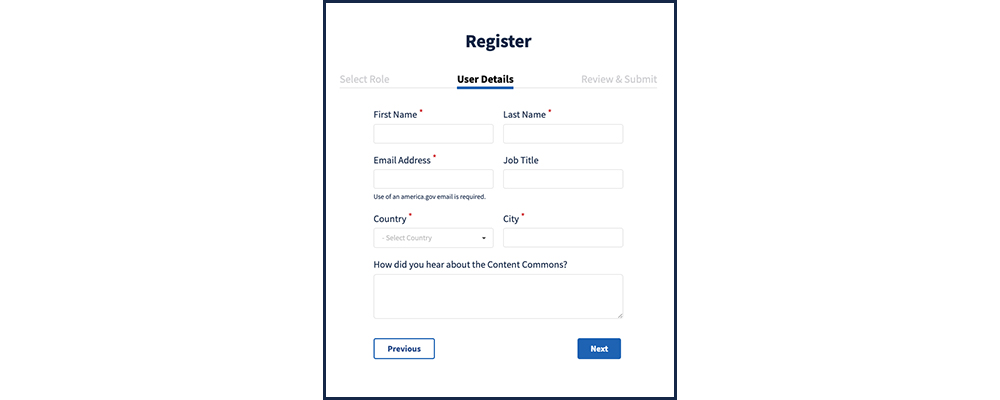 Register
Select Role User Details Review & Submit
First Name * Last Name *
Email Address * Job Title
Use of an america.gov email is required.
Country * City *
- Select Country
How did you hear about the Content Commons?
Previous Next